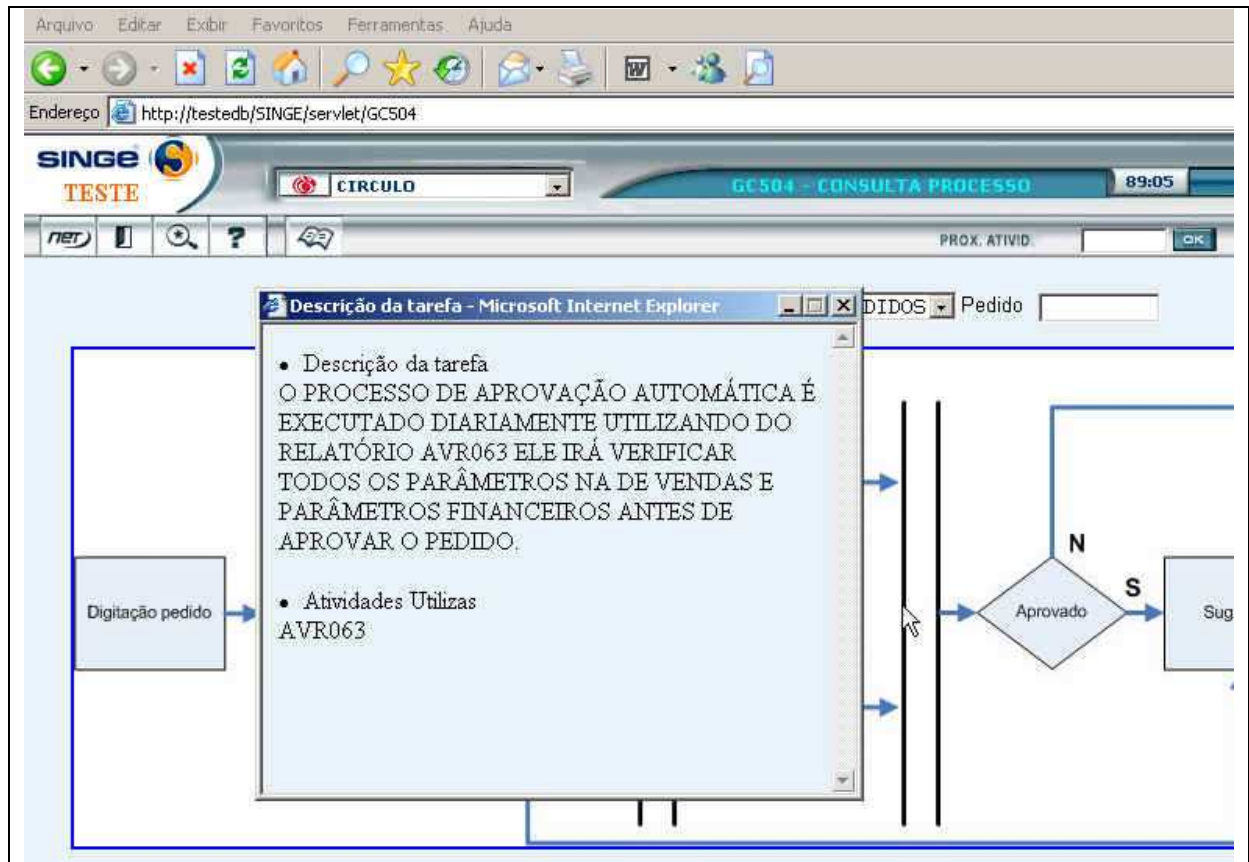 Arquivo Editar Exibir Favoritos Ferramentas Ajuda
Endereço http://testedb/SINGE/servlet/GC504
SINGE S
TESTE
CIRCULO
GC504 - CONSULTA PROCESSO
89:05
net
?
PROX. ATIVID.
OK
Descrição da tarefa - Microsoft Internet Explorer
DIDOS Pedido
• Descrição da tarefa
O PROCESSO DE APROVAÇÃO AUTOMÁTICA É
EXECUTADO DIARIAMENTE UTILIZANDO DO
RELATÓRIO AVR063 ELE IRÁ VERIFICAR
TODOS OS PARÂMETROS NA DE VENDAS E
PARÂMETROS FINANCEIROS ANTES DE
APROVAR O PEDIDO.
• Atividades Utilizas
AVR063
Digitação pedido
N
Aprovado
S
Sug